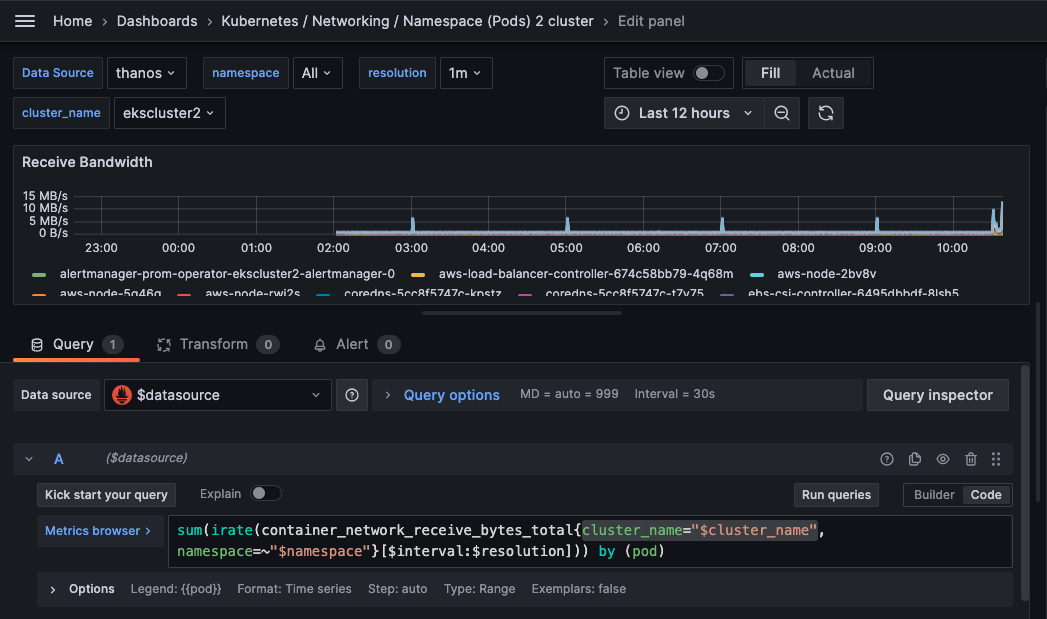 Home › Dashboards › Kubernetes / Networking / Namespace (Pods) 2 cluster › Edit panel
Data Source thanos namespace All resolution 1m Table view Fill Actual
cluster_name ekscluster2 Last 12 hours
Receive Bandwidth
15 MB/s
10 MB/s
5 MB/s
0 B/s
23:00 00:00 01:00 02:00 03:00 04:00 05:00 06:00 07:00 08:00 09:00 10:00
alertmanager-prom-operator-ekscluster2-alertmanager-0 aws-load-balancer-controller-674c58bb79-4q68m aws-node-2bv8v
aws-node-5g46g aws-node-rwj2s coredns-5cc8f5747c-kpstz coredns-5cc8f5747c-t7v75 ebs-csi-controller-6495dbbdf-8lsh5
Query 1 Transform 0 Alert 0
Data source $datasource › Query options MD = auto = 999 Interval = 30s Query inspector
A ($datasource)
Kick start your query Explain Run queries Builder Code
Metrics browser › sum(irate(container_network_receive_bytes_total{cluster_name="$cluster_name",
namespace=~"$namespace"}[$interval:$resolution])) by (pod)
› Options Legend: {{pod}} Format: Time series Step: auto Type: Range Exemplars: false